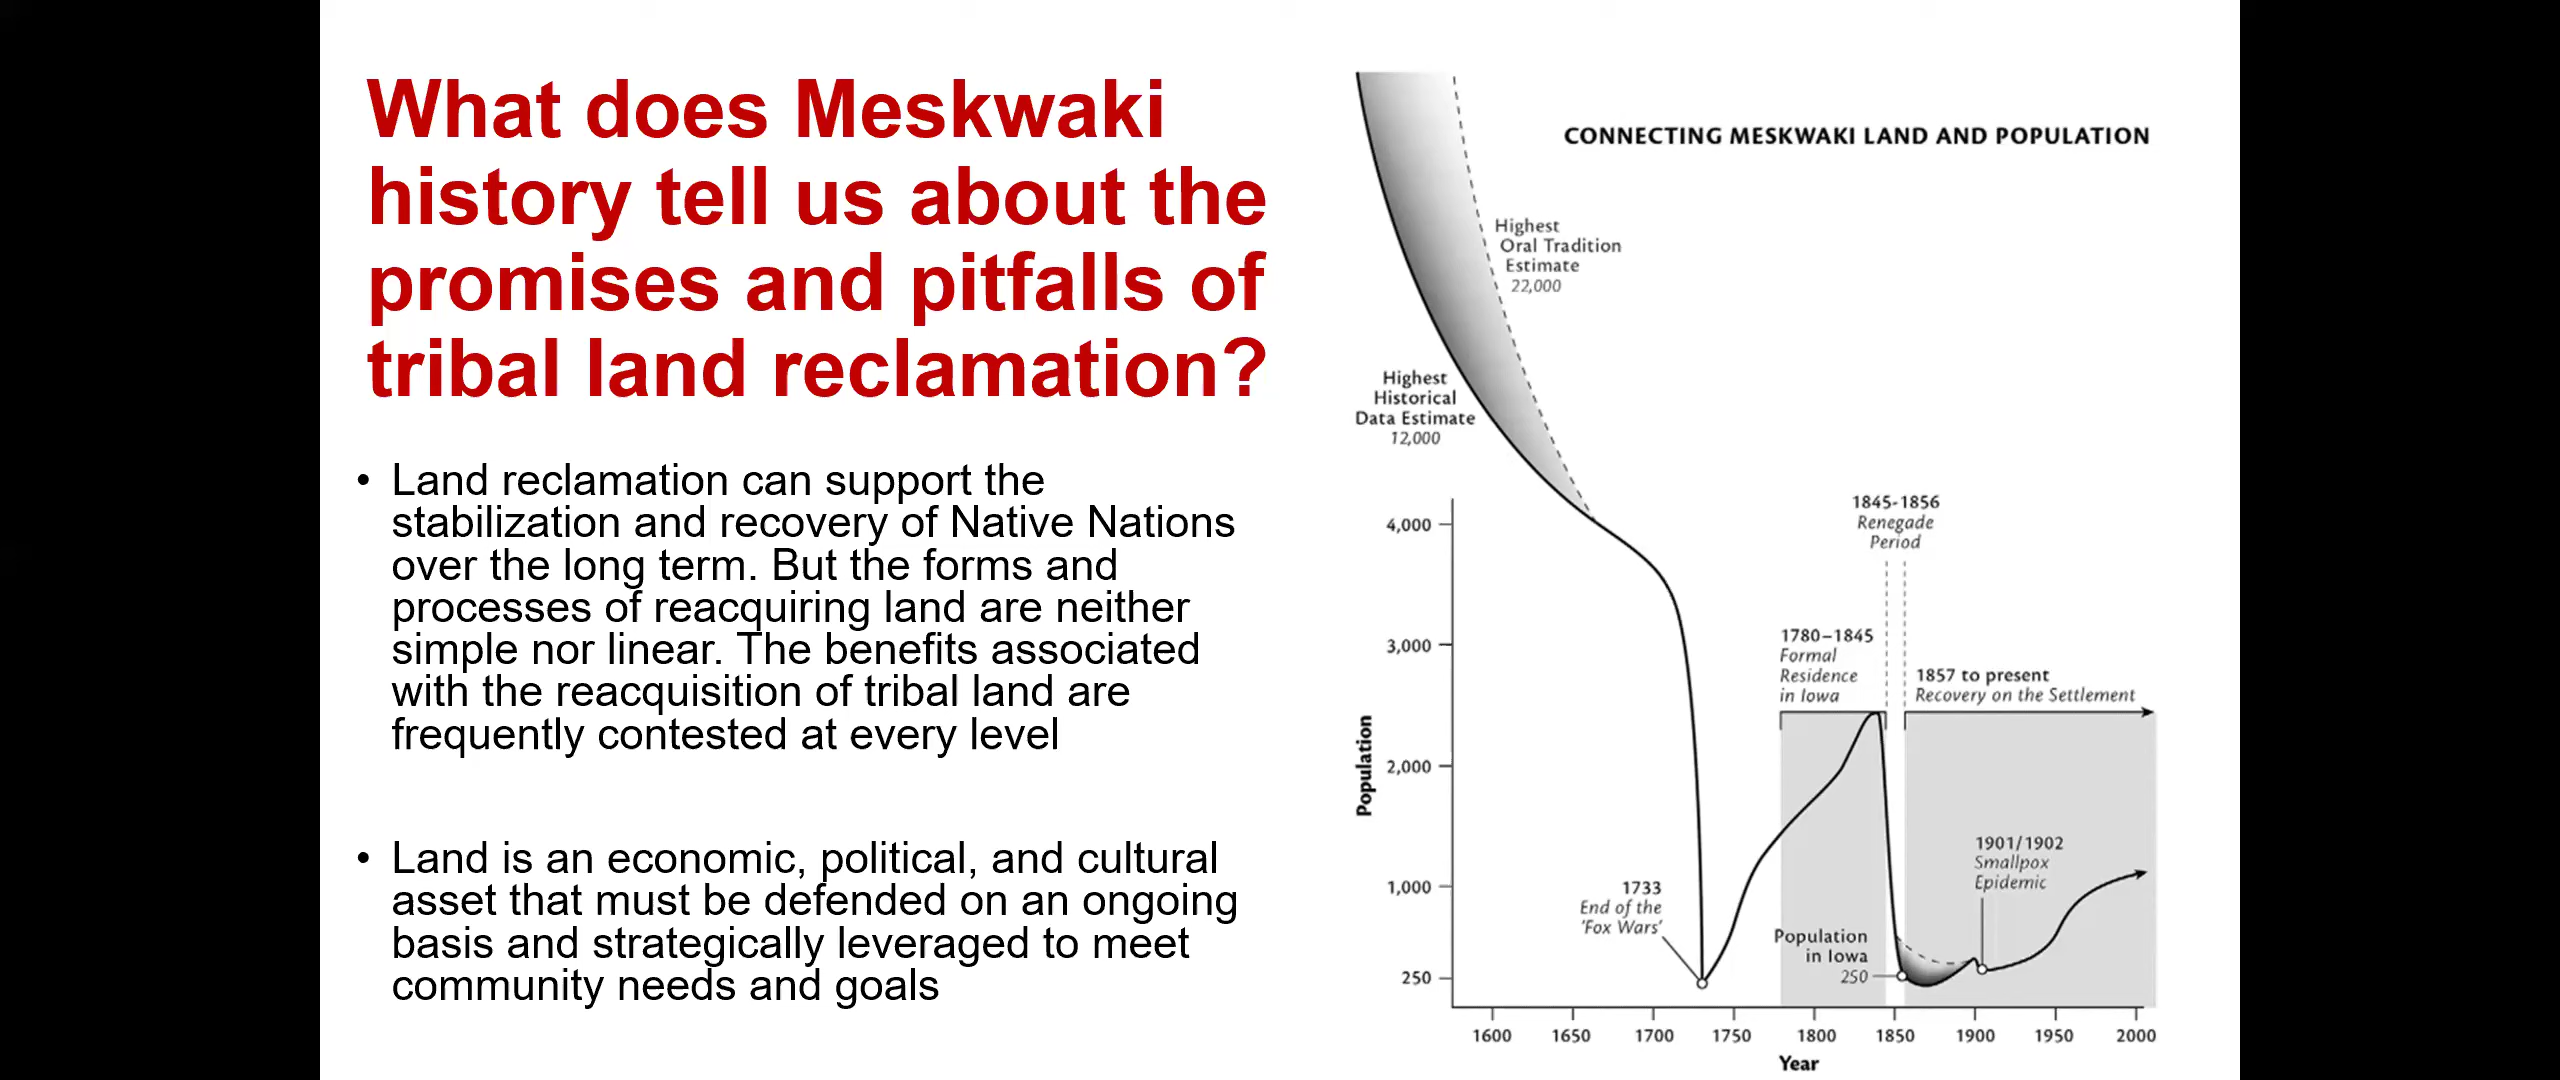 What does Meskwaki
history tell us about the
promises and pitfalls of
tribal land reclamation?
• Land reclamation can support the
stabilization and recovery of Native Nations
over the long term. But the forms and
processes of reacquiring land are neither
simple nor linear. The benefits associated
with the reacquisition of tribal land are
frequently contested at every level
• Land is an economic, political, and cultural
asset that must be defended on an ongoing
basis and strategically leveraged to meet
community needs and goals
CONNECTING MESKWAKI LAND AND POPULATION
Highest
Oral Tradition
Estimate
22,000
Highest
Historical
Data Estimate
12,000
1845-1856
Renegade
Period
1780–1845
Formal
Residence
in Iowa
1857 to present
Recovery on the Settlement
1901/1902
Smallpox
Epidemic
1733
End of the
'Fox Wars'
Population
in Iowa
250
Population
4,000
3,000
2,000
1,000
250
1600 1650 1700 1750 1800 1850 1900 1950 2000
Year